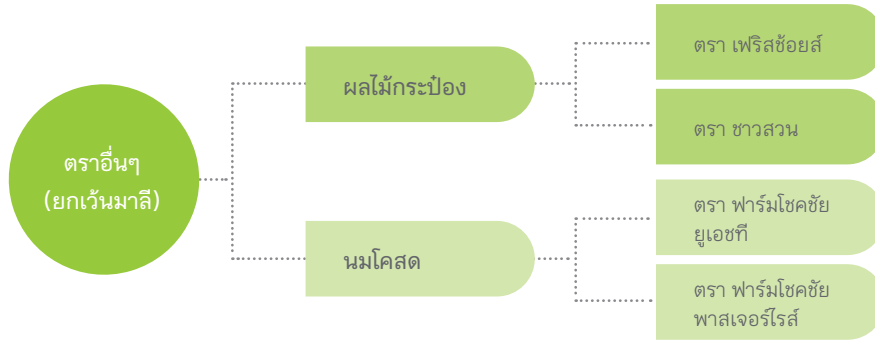 ตราอื่นๆ
(ยกเว้นมาลี)
ผลไม้กระป๋อง
ตรา เฟริสช้อยส์
ตรา ชาวสวน
นมโคสด
ตรา ฟาร์มโชคชัย
ยูเอชที
ตรา ฟาร์มโชคชัย
พาสเจอร์ไรส์